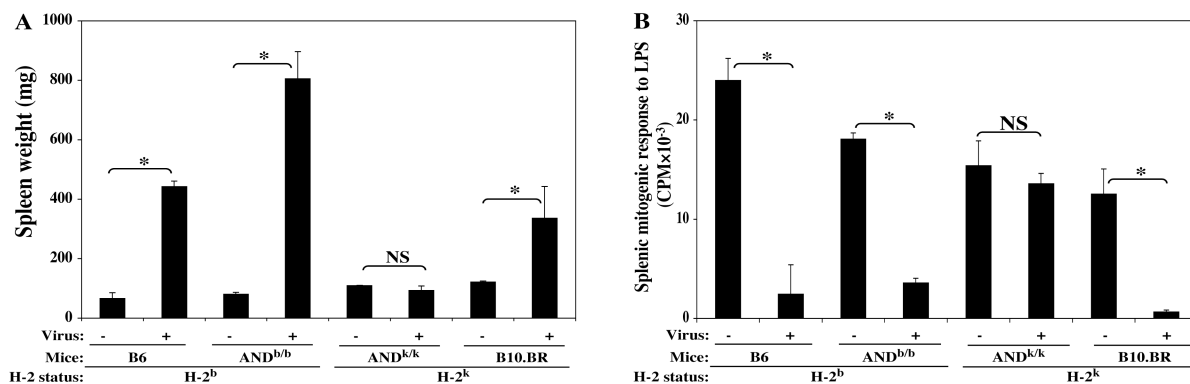 A
Spleen weight (mg)
1000
800
600
400
200
0
*
*
NS
*
Virus: - + - + - + - +
Mice: B6 AND^b/b AND^k/k B10.BR
H-2 status: H-2^b H-2^k
B
Splenic mitogenic response to LPS
(CPM×10^-3)
30
20
10
0
*
*
NS
*
Virus: - + - + - + - +
Mice: B6 AND^b/b AND^k/k B10.BR
H-2 status: H-2^b H-2^k